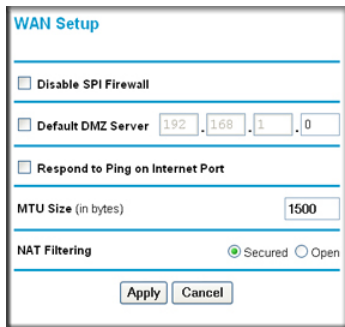 WAN Setup
Disable SPI Firewall
Default DMZ Server 192 . 168 . 1 . 0
Respond to Ping on Internet Port
MTU Size (in bytes) 1500
NAT Filtering Secured Open
Apply Cancel